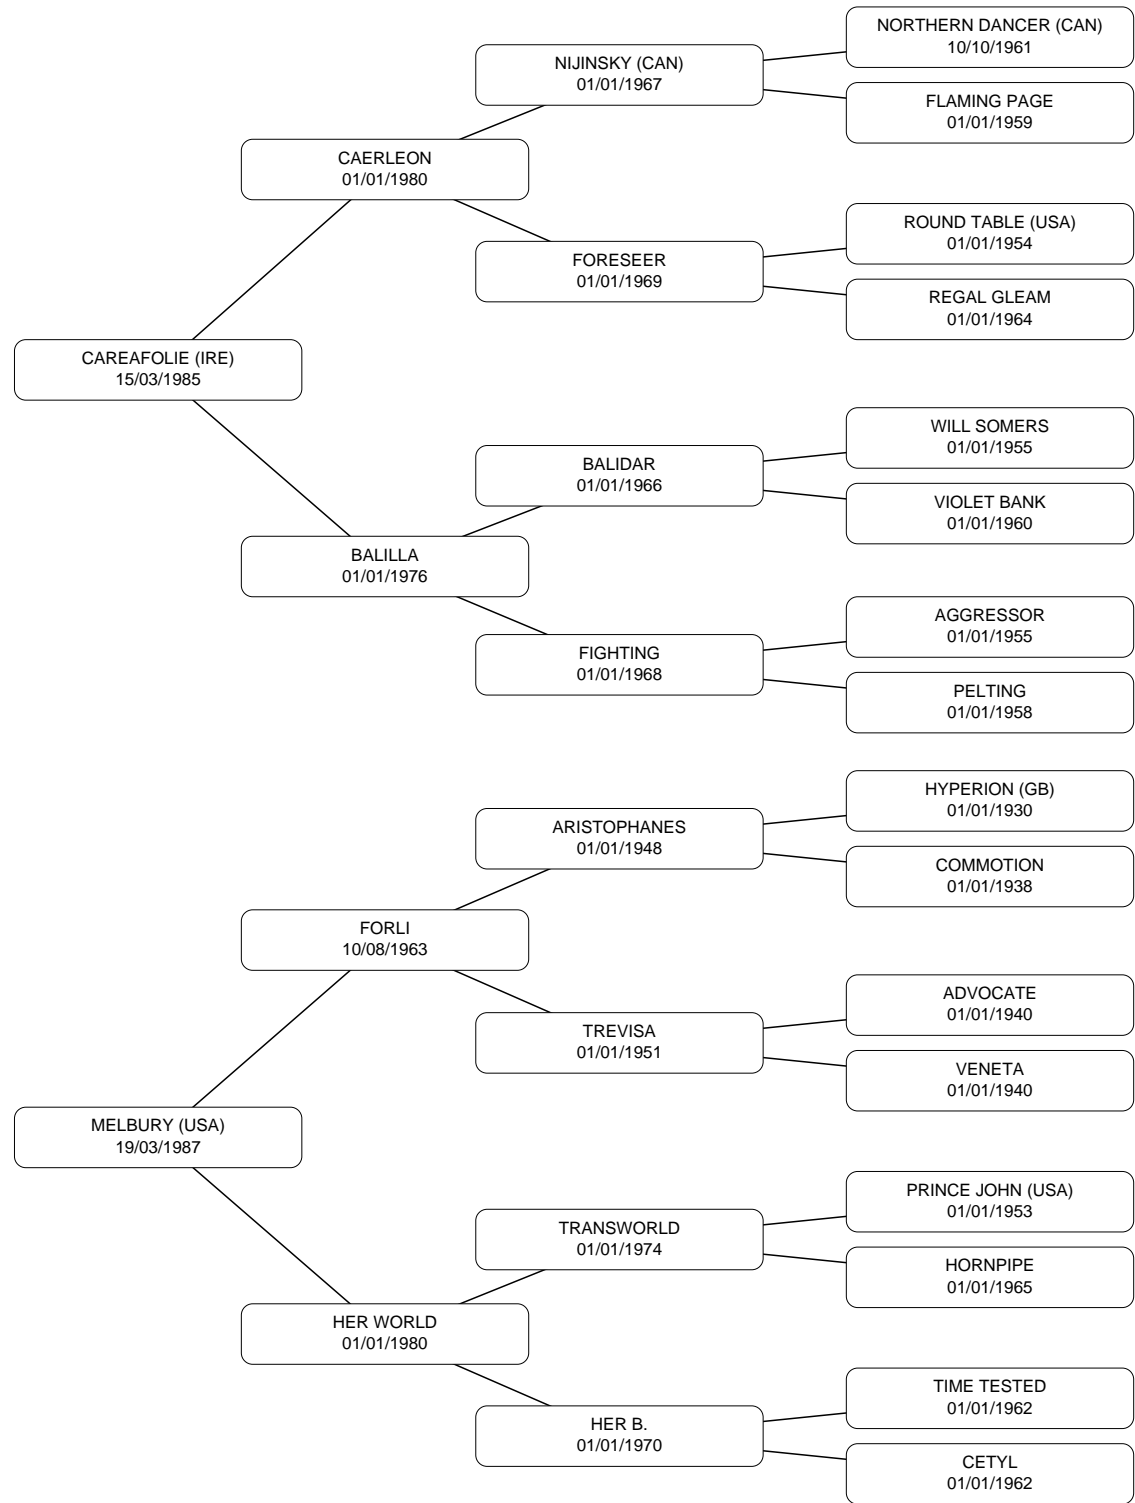 NORTHERN DANCER (CAN)
10/10/1961
NIJINSKY (CAN)
01/01/1967
FLAMING PAGE
01/01/1959
CAERLEON
01/01/1980
ROUND TABLE (USA)
01/01/1954
FORESEER
01/01/1969
REGAL GLEAM
01/01/1964
CAREAFOLIE (IRE)
15/03/1985
WILL SOMERS
01/01/1955
BALIDAR
01/01/1966
VIOLET BANK
01/01/1960
BALILLA
01/01/1976
AGGRESSOR
01/01/1955
FIGHTING
01/01/1968
PELTING
01/01/1958
HYPERION (GB)
01/01/1930
ARISTOPHANES
01/01/1948
COMMOTION
01/01/1938
FORLI
10/08/1963
ADVOCATE
01/01/1940
TREVISA
01/01/1951
VENETA
01/01/1940
MELBURY (USA)
19/03/1987
PRINCE JOHN (USA)
01/01/1953
TRANSWORLD
01/01/1974
HORNPIPE
01/01/1965
HER WORLD
01/01/1980
TIME TESTED
01/01/1962
HER B.
01/01/1970
CETYL
01/01/1962